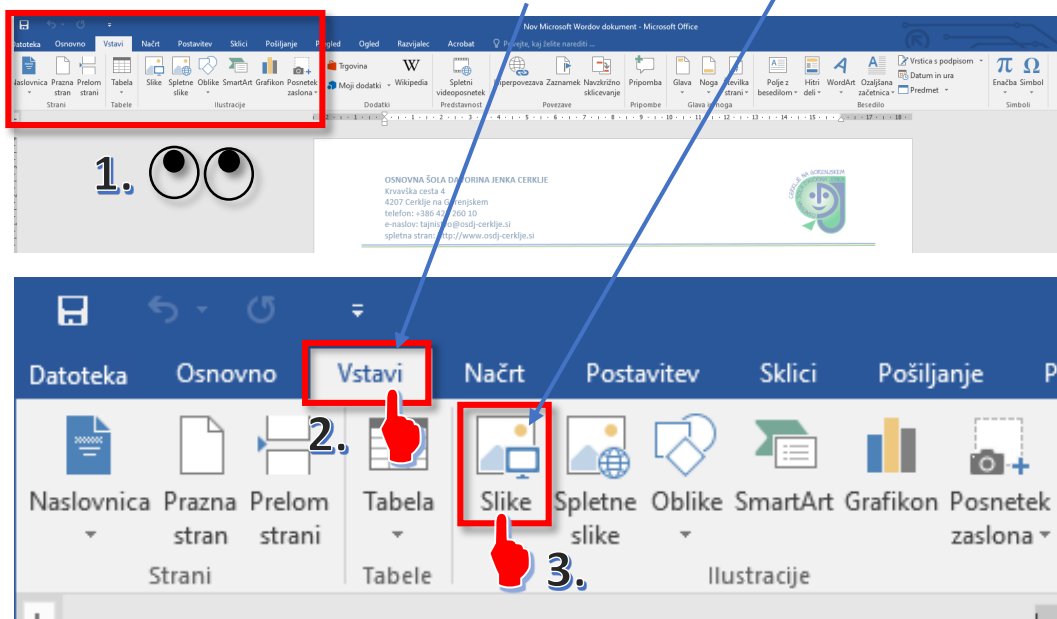 Nov Microsoft Wordov dokument - Microsoft Office
Datoteka Osnovno Vstavi Načrt Postavitev Sklici Pošiljanje Pregled Ogled Razvijalec Acrobat Povejte, kaj želite narediti ...
Naslovnica Prazna stran Prelom strani Tabela Slike Spletne slike Oblike SmartArt Grafikon Posnetek zaslona Trgovina Moji dodatki Wikipedia Spletni videoposnetek Hiperpovezava Zaznamek Navzkrižno sklicevanje Pripomba Glava Noga Številka strani Polje z besedilom Hitri deli WordArt Ozaljšana začetnica Vrstica s podpisom Datum in ura Predmet Enačba Simbol
Strani Tabele Ilustracije Dodatki Predstavnost Povezave Pripombe Glava in noga Besedilo Simboli
1.
OSNOVNA ŠOLA DAVORINA JENKA CERKLJE
Krvavška cesta 4
4207 Cerklje na Gorenjskem
telefon: +386 42 260 10
e-naslov: tajnistvo@osdj-cerklje.si
spletna stran: http://www.osdj-cerklje.si
Datoteka Osnovno Vstavi Načrt Postavitev Sklici Pošiljanje P
2.
Naslovnica Prazna Prelom Tabela Slike Spletne Oblike SmartArt Grafikon Posnetek
stran strani slike zaslona
3.
Strani Tabele Ilustracije